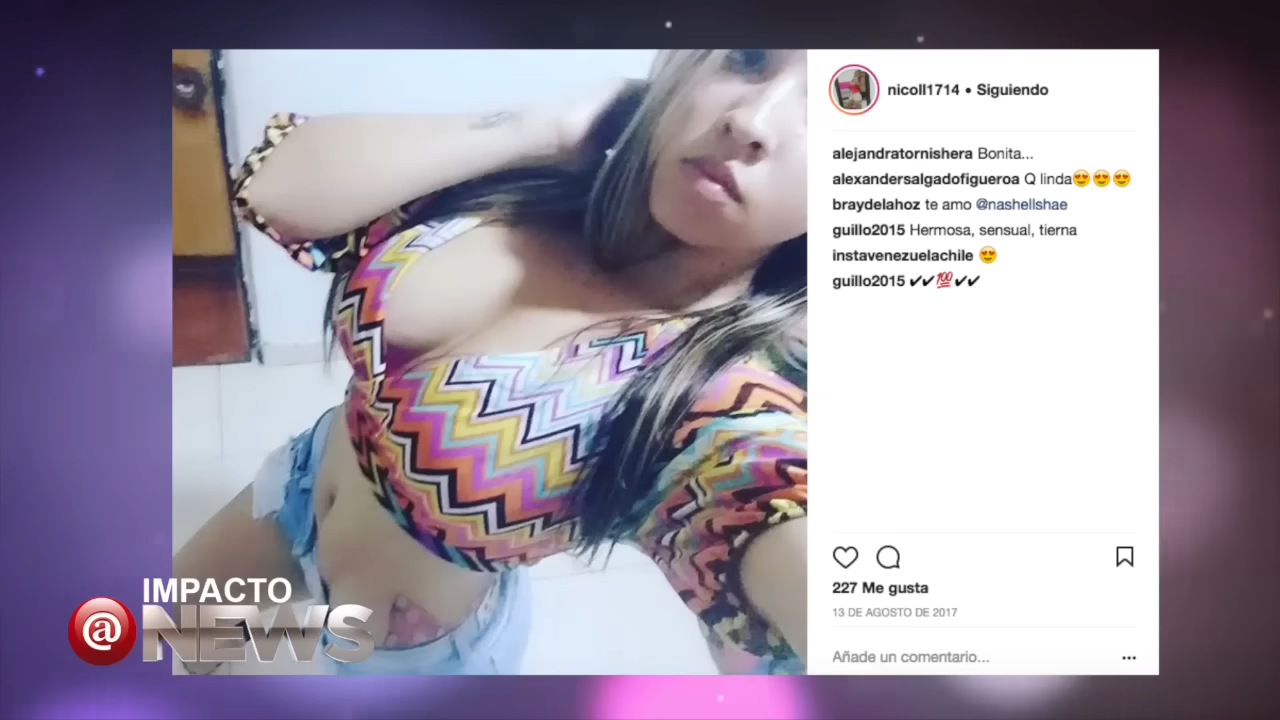 nicoll1714 • Siguiendo
alejandratornishera Bonita...
alexandersalgadofigueroa Q linda😍😍😍
braydelahoz te amo @nashellshae
guillo2015 Hermosa, sensual, tierna
instavenezuelachile 😍
guillo2015 ✔✔💯✔✔
227 Me gusta
13 DE AGOSTO DE 2017
Añade un comentario...
IMPACTO
@ NEWS